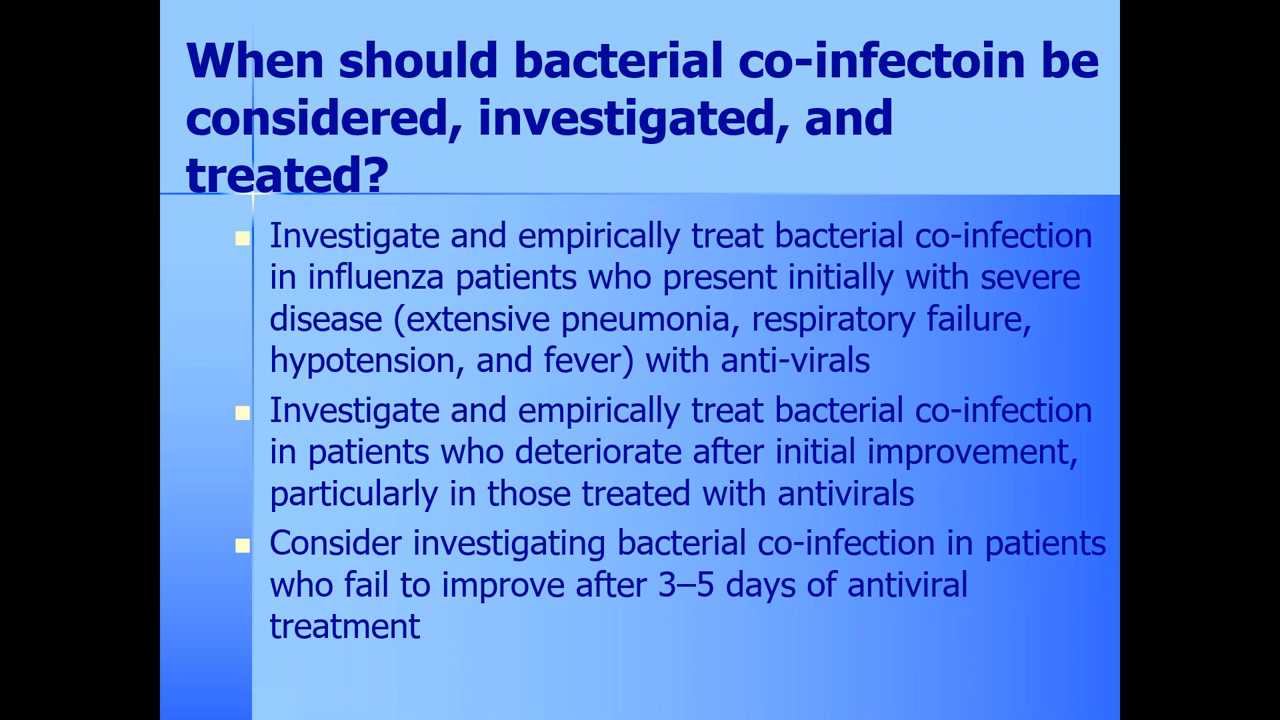 When should bacterial co-infectoin be
considered, investigated, and
treated?
Investigate and empirically treat bacterial co-infection
in influenza patients who present initially with severe
disease (extensive pneumonia, respiratory failure,
hypotension, and fever) with anti-virals
Investigate and empirically treat bacterial co-infection
in patients who deteriorate after initial improvement,
particularly in those treated with antivirals
Consider investigating bacterial co-infection in patients
who fail to improve after 3–5 days of antiviral
treatment